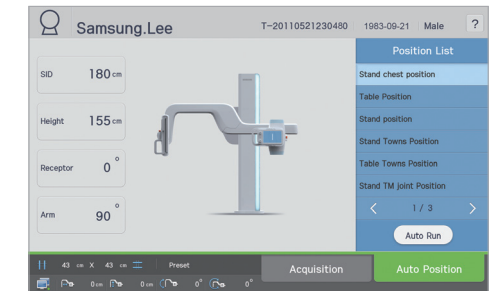 Samsung.Lee T-20110521230480 1983-09-21 Male ?
Position List
SID 180 cm
Height 155 cm
Receptor 0°
Arm 90°
Stand chest position
Table Position
Stand position
Stand Towns Position
Table Towns Position
Stand TM joint Position
< 1 / 3 >
Auto Run
43 cm X 43 cm Preset
0 cm 0 cm 0° 0°
Acquisition
Auto Position